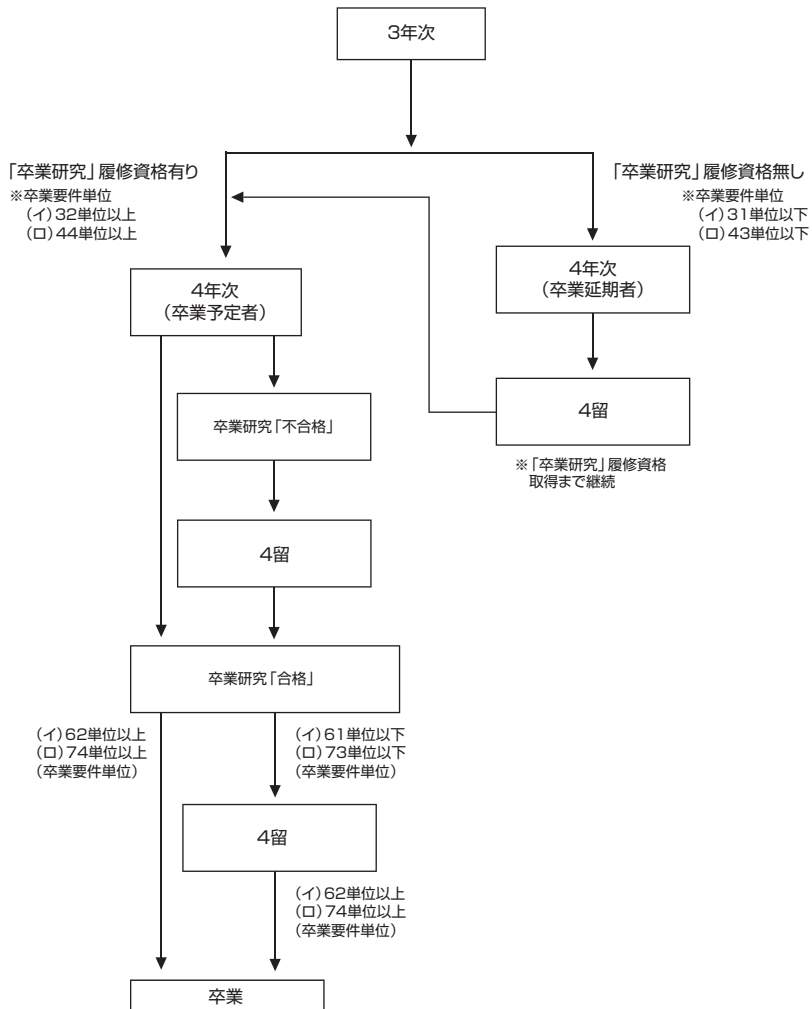 3年次
「卒業研究」履修資格有り
※卒業要件単位
(イ)32単位以上
(ロ)44単位以上
「卒業研究」履修資格無し
※卒業要件単位
(イ)31単位以下
(ロ)43単位以下
4年次
(卒業予定者)
4年次
(卒業延期者)
卒業研究「不合格」
4留
※「卒業研究」履修資格
取得まで継続
4留
卒業研究「合格」
(イ)62単位以上
(ロ)74単位以上
(卒業要件単位)
(イ)61単位以下
(ロ)73単位以下
(卒業要件単位)
4留
(イ)62単位以上
(ロ)74単位以上
(卒業要件単位)
卒業